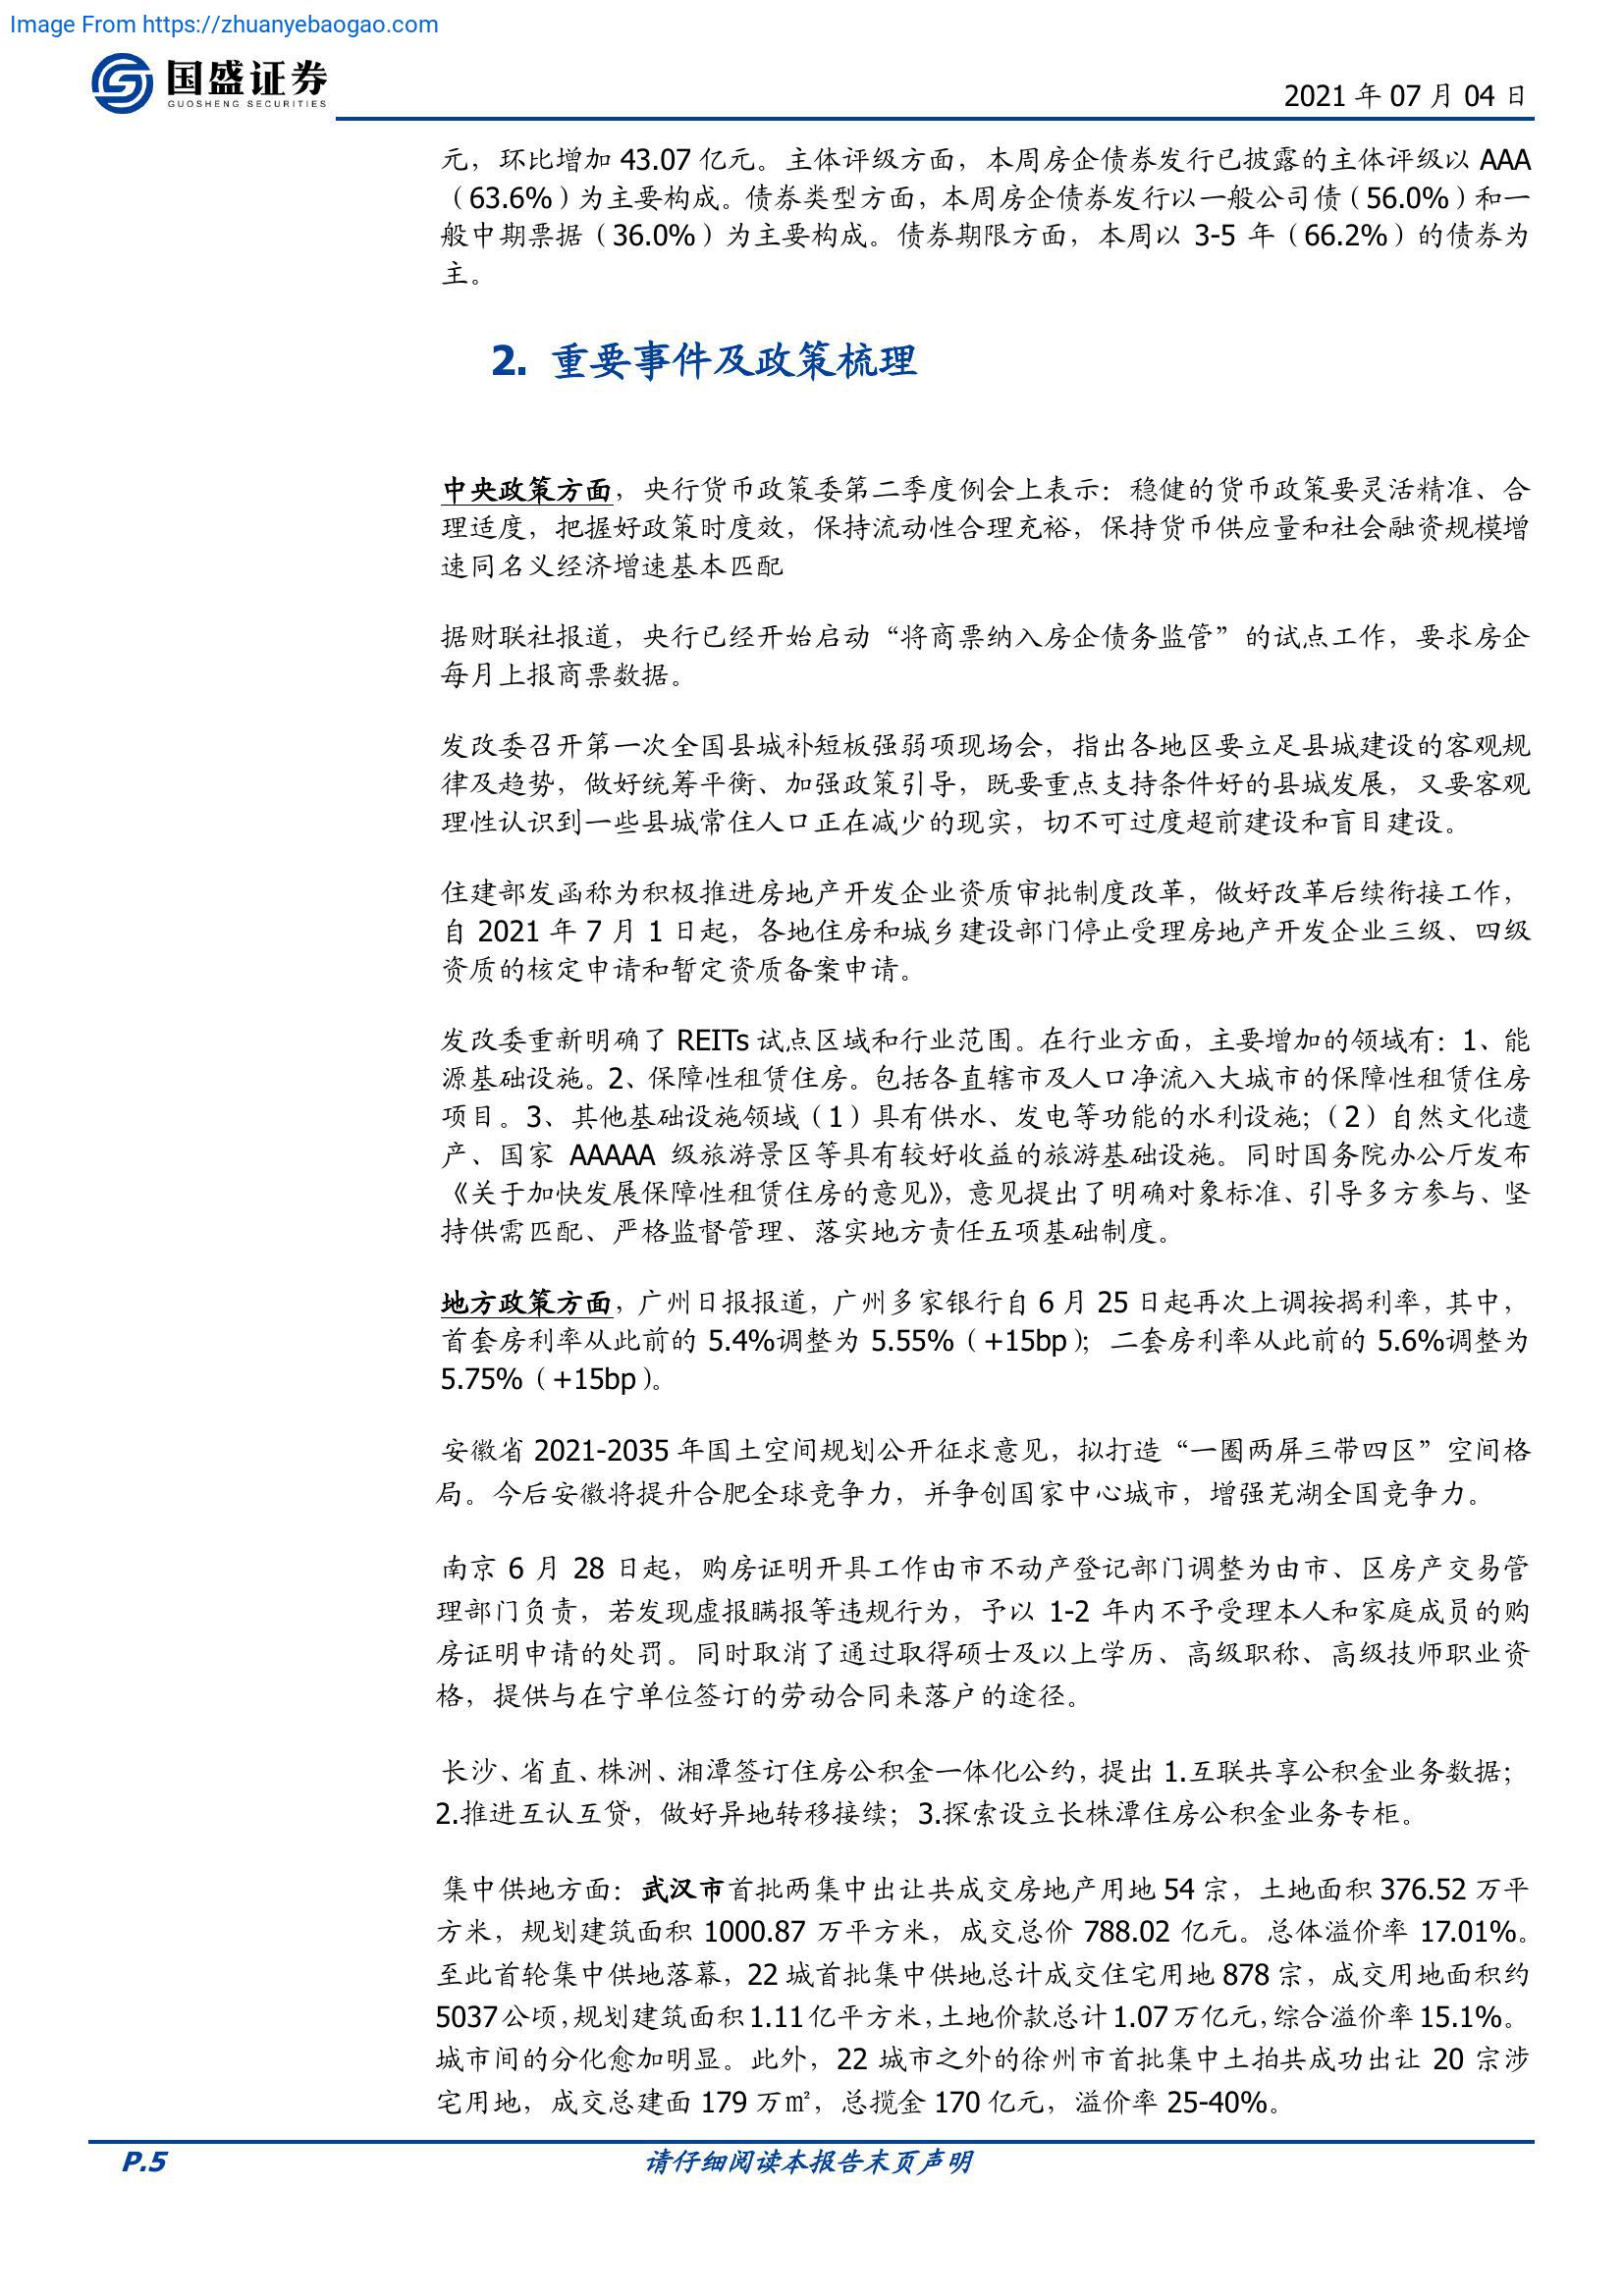 Image From https://zhuanyebaogao.com
国盛证券
GUOSHENG SECURITIES
2021 年 07 月 04 日
元，环比增加 43.07 亿元。主体评级方面，本周房企债券发行已披露的主体评级以 AAA
（63.6%）为主要构成。债券类型方面，本周房企债券发行以一般公司债（56.0%）和一
般中期票据（36.0%）为主要构成。债券期限方面，本周以 3-5 年（66.2%）的债券为
主。
2. 重要事件及政策梳理
中央政策方面，央行货币政策委第二季度例会上表示：稳健的货币政策要灵活精准、合
理适度，把握好政策时度效，保持流动性合理充裕，保持货币供应量和社会融资规模增
速同名义经济增速基本匹配
据财联社报道，央行已经开始启动“将商票纳入房企债务监管”的试点工作，要求房企
每月上报商票数据。
发改委召开第一次全国县城补短板强弱项现场会，指出各地区要立足县城建设的客观规
律及趋势，做好统筹平衡、加强政策引导，既要重点支持条件好的县城发展，又要客观
理性认识到一些县城常住人口正在减少的现实，切不可过度超前建设和盲目建设。
住建部发函称为积极推进房地产开发企业资质审批制度改革，做好改革后续衔接工作，
自 2021 年 7 月 1 日起，各地住房和城乡建设部门停止受理房地产开发企业三级、四级
资质的核定申请和暂定资质备案申请。
发改委重新明确了 REITs 试点区域和行业范围。在行业方面，主要增加的领域有：1、能
源基础设施。2、保障性租赁住房。包括各直辖市及人口净流入大城市的保障性租赁住房
项目。3、其他基础设施领域（1）具有供水、发电等功能的水利设施；（2）自然文化遗
产、国家 AAAAA 级旅游景区等具有较好收益的旅游基础设施。同时国务院办公厅发布
《关于加快发展保障性租赁住房的意见》，意见提出了明确对象标准、引导多方参与、坚
持供需匹配、严格监督管理、落实地方责任五项基础制度。
地方政策方面，广州日报报道，广州多家银行自 6 月 25 日起再次上调按揭利率，其中，
首套房利率从此前的 5.4%调整为 5.55%（+15bp）；二套房利率从此前的 5.6%调整为
5.75%（+15bp）。
安徽省 2021-2035 年国土空间规划公开征求意见，拟打造“一圈两屏三带四区”空间格
局。今后安徽将提升合肥全球竞争力，并争创国家中心城市，增强芜湖全国竞争力。
南京 6 月 28 日起，购房证明开具工作由市不动产登记部门调整为由市、区房产交易管
理部门负责，若发现虚报瞒报等违规行为，予以 1-2 年内不予受理本人和家庭成员的购
房证明申请的处罚。同时取消了通过取得硕士及以上学历、高级职称、高级技师职业资
格，提供与在宁单位签订的劳动合同来落户的途径。
长沙、省直、株洲、湘潭签订住房公积金一体化公约，提出 1.互联共享公积金业务数据；
2.推进互认互贷，做好异地转移接续；3.探索设立长株潭住房公积金业务专柜。
集中供地方面：武汉市首批两集中出让共成交房地产用地 54 宗，土地面积 376.52 万平
方米，规划建筑面积 1000.87 万平方米，成交总价 788.02 亿元。总体溢价率 17.01%。
至此首轮集中供地落幕，22 城首批集中供地总计成交住宅用地 878 宗，成交用地面积约
5037 公顷，规划建筑面积 1.11 亿平方米，土地价款总计 1.07 万亿元，综合溢价率 15.1%。
城市间的分化愈加明显。此外，22 城市之外的徐州市首批集中土拍共成功出让 20 宗涉
宅用地，成交总建面 179 万㎡，总揽金 170 亿元，溢价率 25-40%。
P.5
请仔细阅读本报告末页声明